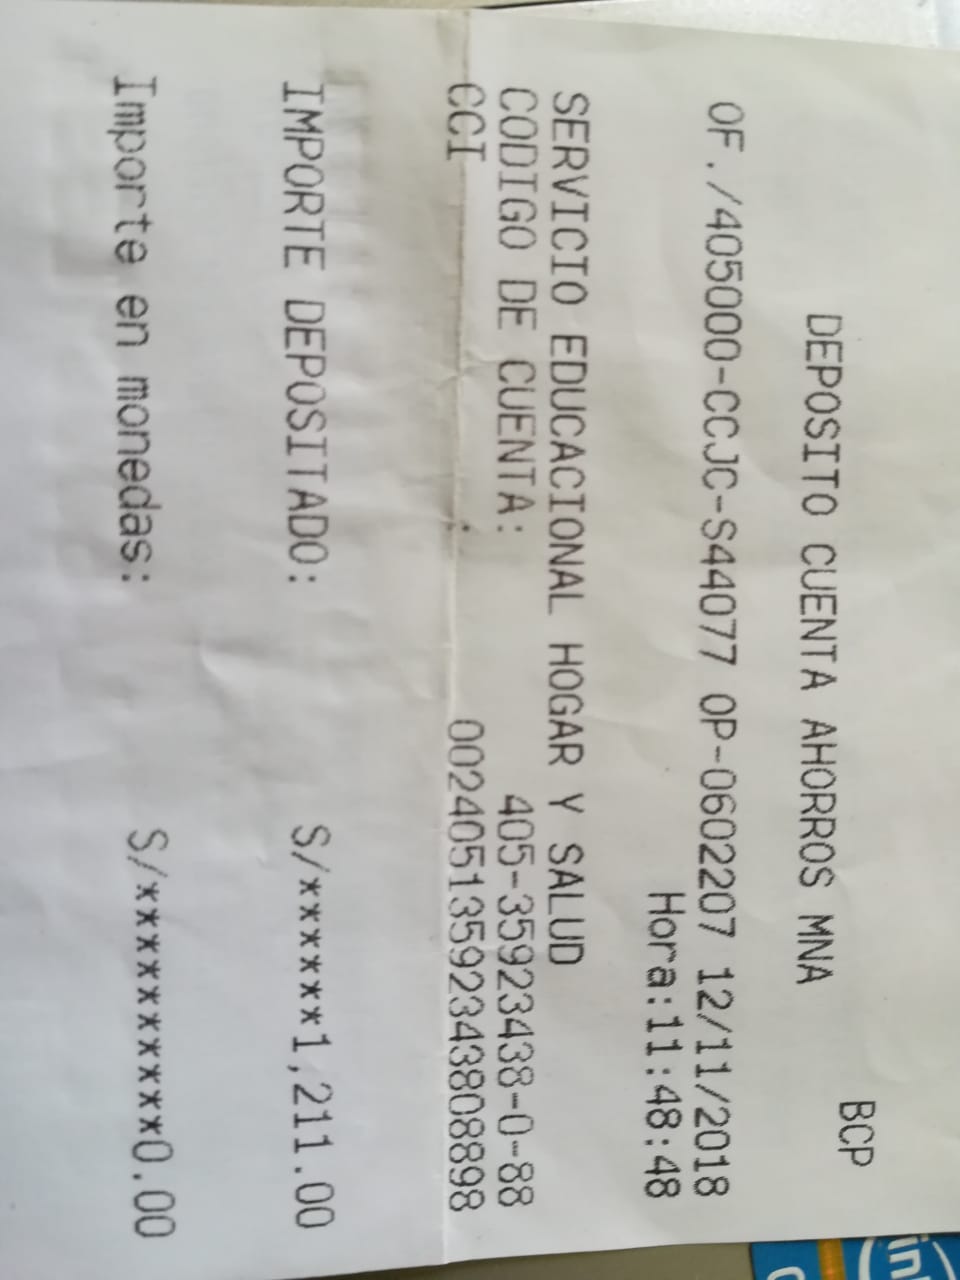 BCP
DEPOSITO CUENTA AHORROS MNA
OF./405000-CCJC-S44077 OP-0602207 12/11/2018
Hora:11:48:48
SERVICIO EDUCACIONAL HOGAR Y SALUD
CODIGO DE CUENTA: 405-35923438-0-88
CCI : 00240513592343808898
IMPORTE DEPOSITADO: S/******1,211.00
Importe en monedas: S/*********0.00
in